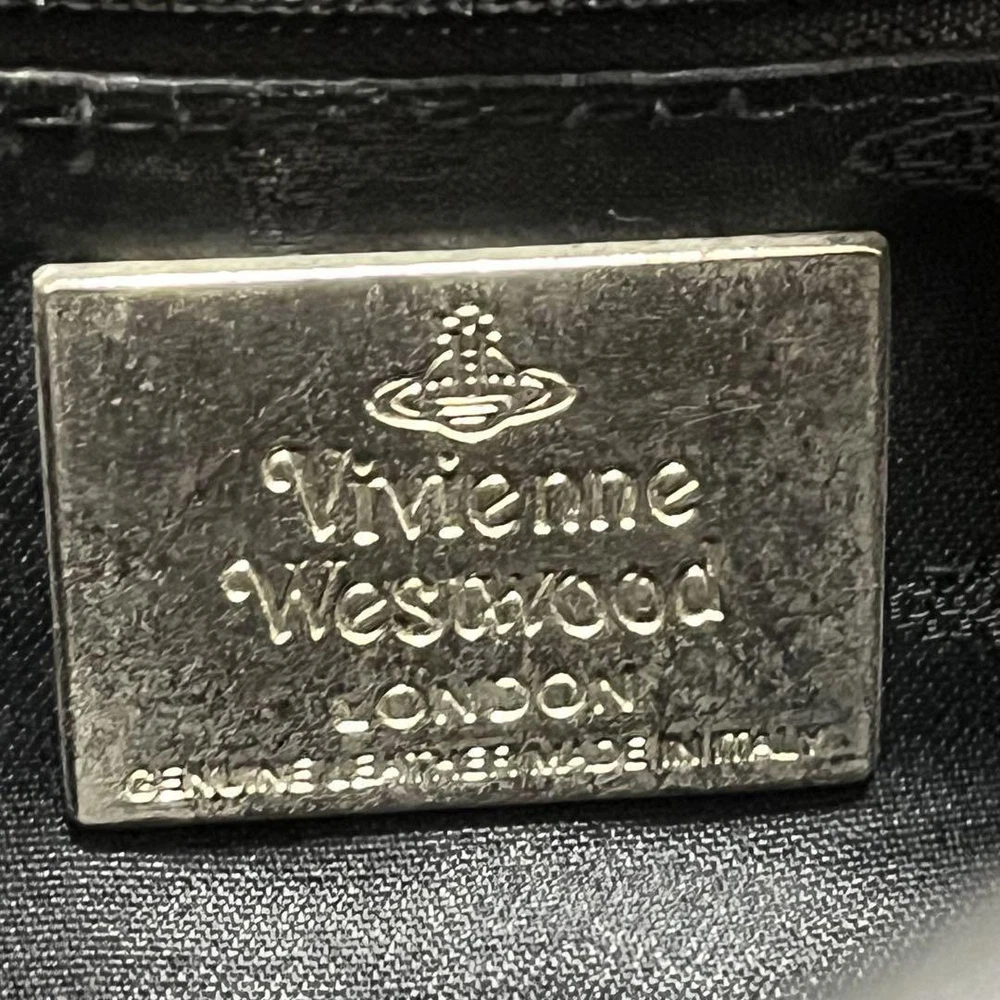 Vivienne
Westwood
LONDON
GENUINE LEATHER MADE IN ITALY